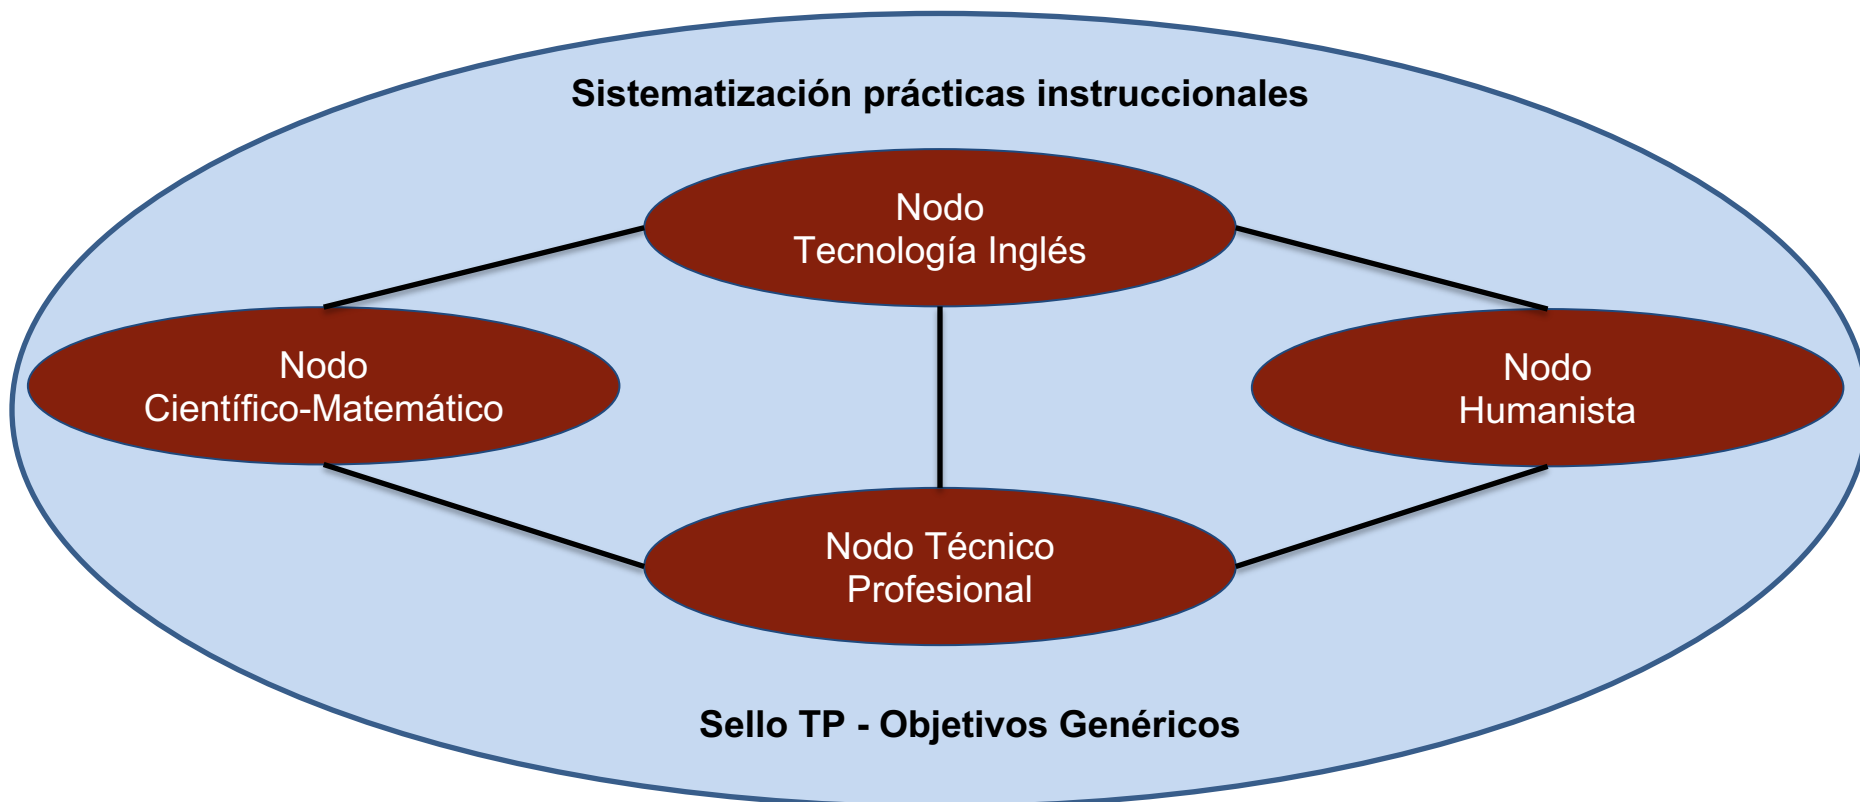 Sistematización prácticas instruccionales
Nodo
Tecnología Inglés
Nodo
Científico-Matemático
Nodo
Humanista
Nodo Técnico
Profesional
Sello TP - Objetivos Genéricos